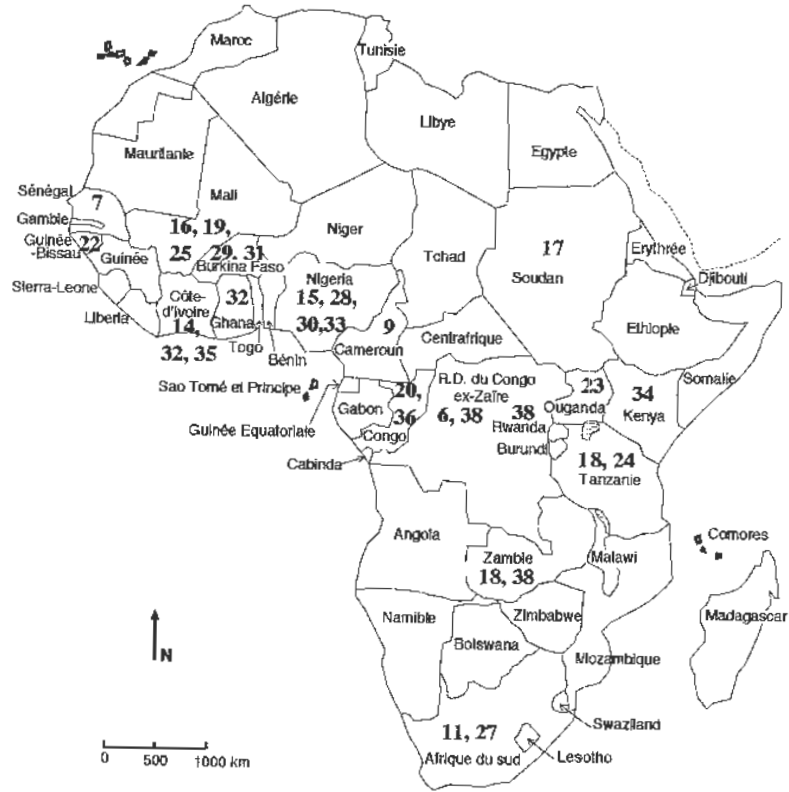 Maroc
Tunisie
Algérie
Libye
Egypte
Mauritanie
Mali
Niger
Tchad
Sénégal
7
Gambie
Guinée
-Bissau
22
Guinée
16, 19,
25
29. 31
Burkina Faso
17
Soudan
Erythrée
Djibouti
Sierra-Leone
Liberia
Côte-
d'ivoire
14,
32, 35
32
Ghana
Togo
Bénin
Nigeria
15, 28,
30,33
9
Cameroun
Centrafrique
Ethiopie
Somalie
Sao Tomé et Principe
Guinée Equatoriale
Gabon
20,
36
Congo
Cabinda
R.D. du Congo
ex-Zaïre
6, 38
38
Rwanda
Burundi
23
Ouganda
34
Kenya
18, 24
Tanzanie
Angola
Zambie
18, 38
Malawi
Comores
Madagascar
Namibie
Zimbabwe
Botswana
Mozambique
N
11, 27
Afrique du sud
Swaziland
Lesotho
0 500 1000 km